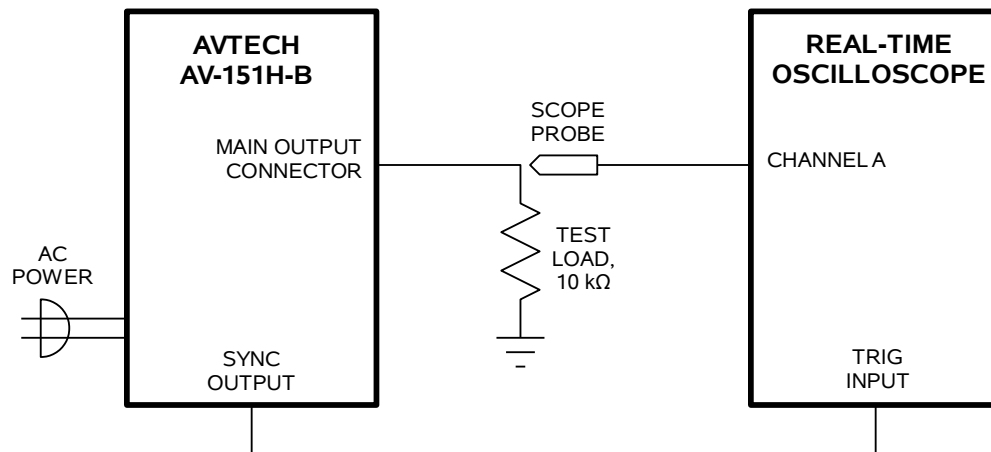 AVTECH
AV-151H-B
REAL-TIME
OSCILLOSCOPE
SCOPE
PROBE
MAIN OUTPUT
CONNECTOR
CHANNEL A
TEST
LOAD,
10 kΩ
AC
POWER
SYNC
OUTPUT
TRIG
INPUT